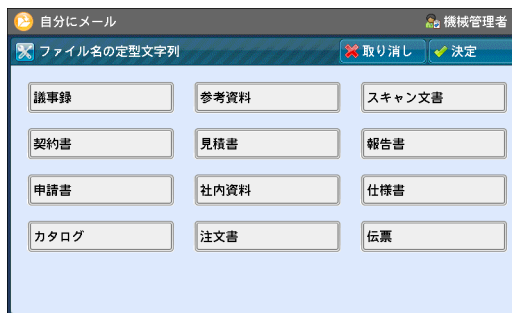 自分にメール 機械管理者
ファイル名の定型文字列 取り消し 決定
議事録 参考資料 スキャン文書
契約書 見積書 報告書
申請書 社内資料 仕様書
カタログ 注文書 伝票